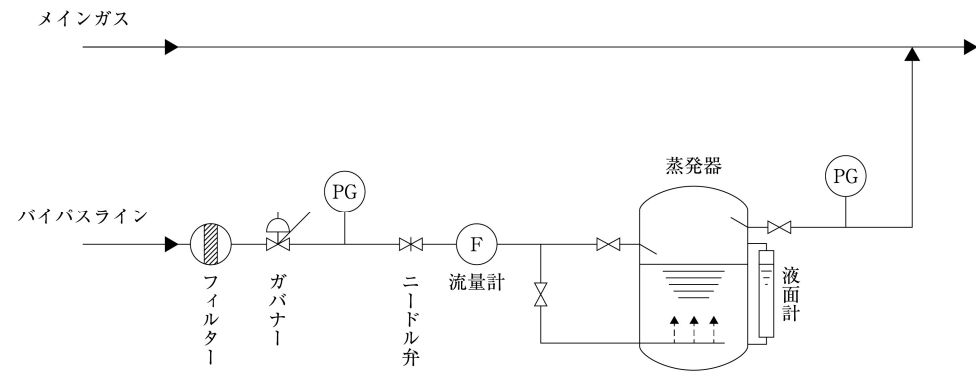 メインガス
バイパスライン
フィルター
ガバナー
PG
ニードル弁
F
流量計
蒸発器
PG
液面計